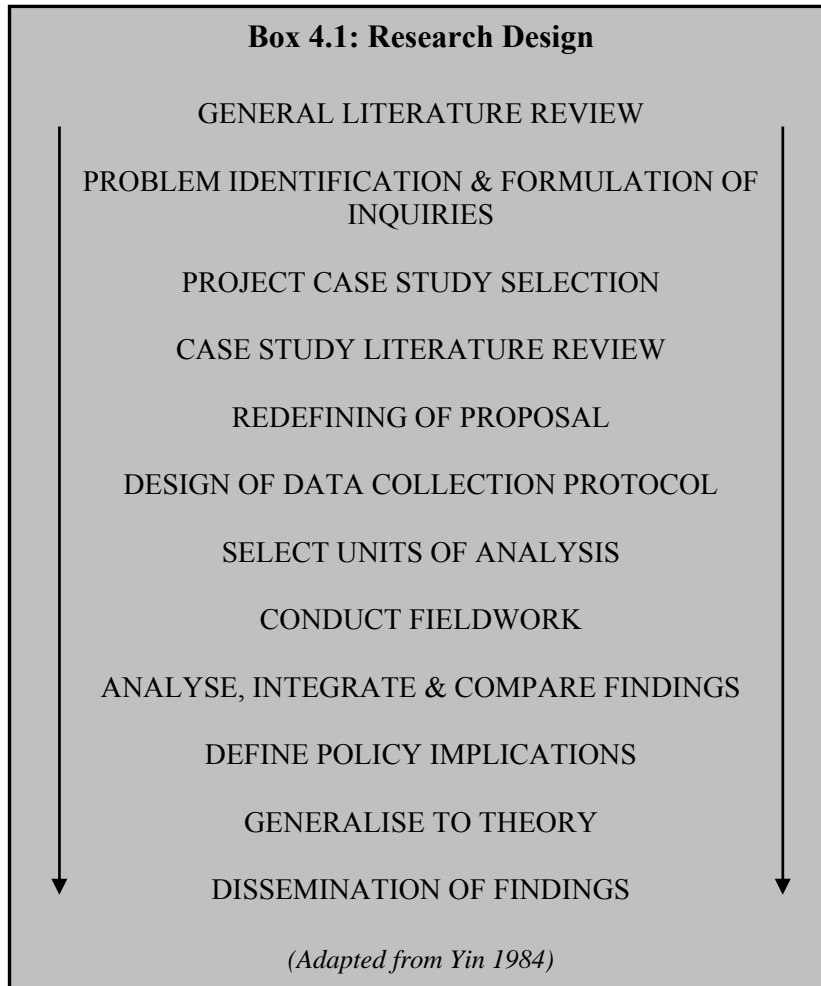 Box 4.1: Research Design
GENERAL LITERATURE REVIEW
PROBLEM IDENTIFICATION & FORMULATION OF
INQUIRIES
PROJECT CASE STUDY SELECTION
CASE STUDY LITERATURE REVIEW
REDEFINING OF PROPOSAL
DESIGN OF DATA COLLECTION PROTOCOL
SELECT UNITS OF ANALYSIS
CONDUCT FIELDWORK
ANALYSE, INTEGRATE & COMPARE FINDINGS
DEFINE POLICY IMPLICATIONS
GENERALISE TO THEORY
DISSEMINATION OF FINDINGS
(Adapted from Yin 1984)